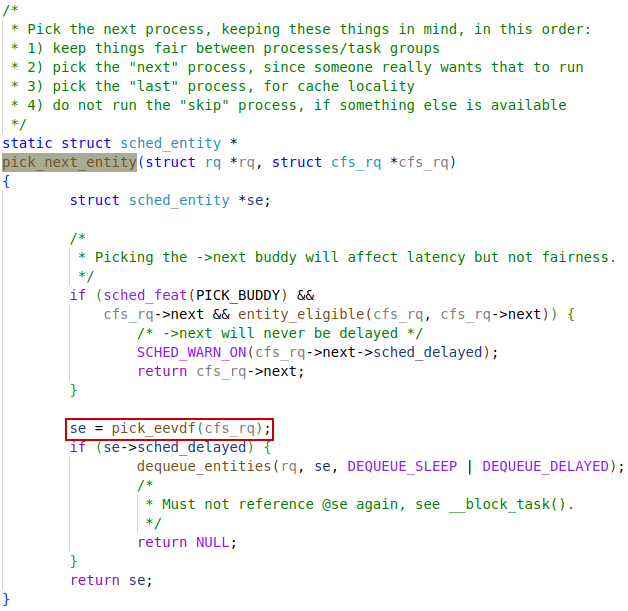 /*
 * Pick the next process, keeping these things in mind, in this order:
 * 1) keep things fair between processes/task groups
 * 2) pick the "next" process, since someone really wants that to run
 * 3) pick the "last" process, for cache locality
 * 4) do not run the "skip" process, if something else is available
 */
static struct sched_entity *
pick_next_entity(struct rq *rq, struct cfs_rq *cfs_rq)
{
        struct sched_entity *se;

        /*
         * Picking the ->next buddy will affect latency but not fairness.
         */
        if (sched_feat(PICK_BUDDY) &&
            cfs_rq->next && entity_eligible(cfs_rq, cfs_rq->next)) {
                /* ->next will never be delayed */
                SCHED_WARN_ON(cfs_rq->next->sched_delayed);
                return cfs_rq->next;
        }

        se = pick_eevdf(cfs_rq);
        if (se->sched_delayed) {
                dequeue_entities(rq, se, DEQUEUE_SLEEP | DEQUEUE_DELAYED);
                /*
                 * Must not reference @se again, see __block_task().
                 */
                return NULL;
        }
        return se;
}